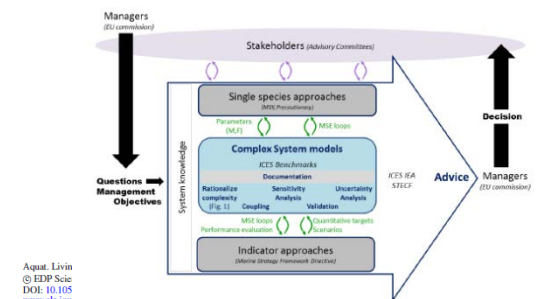 Managers
(EU commission)
Stakeholders (Advisory Committees)
Single species approaches
(MSE, Precautionary)
Parameters
(M,F)
MSE loops
Decision
Complex System models
ICES Benchmarks
Documentation
Rationalize
complexity
(Fig. 1)
Sensitivity
Analysis
Uncertainty
Analysis
Coupling
Validation
System knowledge
Questions
Management
Objectives
ICES IEA
STECF
Advice
Managers
(EU commission)
MSE loops
Performance evaluation
Quantitative targets
Scenarios
Indicator approaches
(Marine Strategy Framework Directive)
Aquat. Livin
© EDP Scie
DOI: 10.105